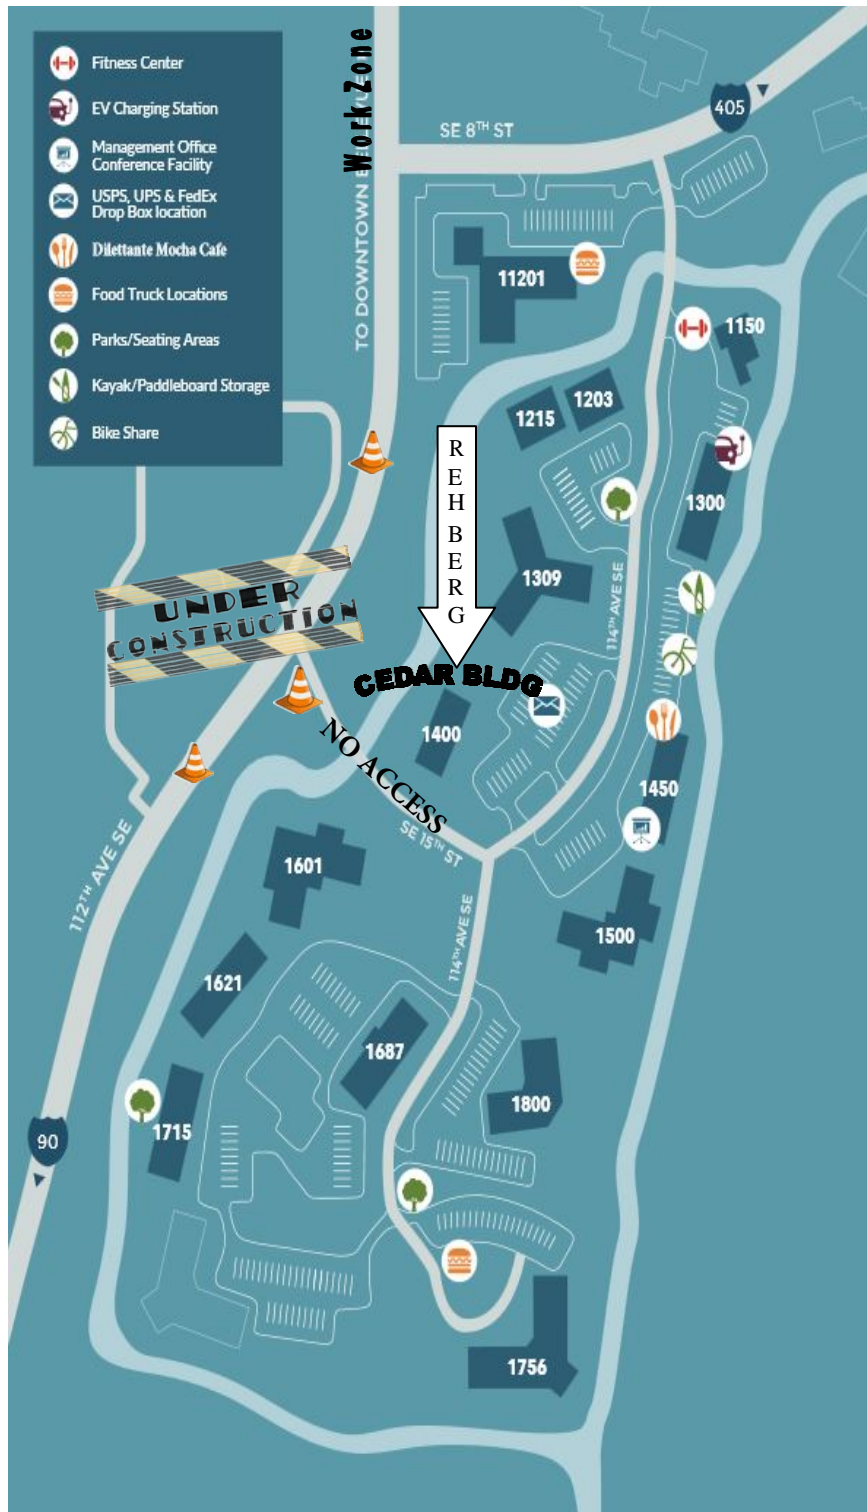 Fitness Center
EV Charging Station
Management Office
Conference Facility
USPS, UPS & FedEx
Drop Box location
Dilettante Mocha Cafe
Food Truck Locations
Parks/Seating Areas
Kayak/Paddleboard Storage
Bike Share
Work Zone
TO DOWNTOWN
SE 8TH ST
405
11201
1150
1203
1215
1300
REHBERG
1309
114TH AVE SE
UNDER
CONSTRUCTION
CEDAR BLDG
1400
NO ACCESS
SE 15TH ST
1450
112TH AVE SE
1601
114TH AVE SE
1500
1621
1687
1800
1715
90
1756